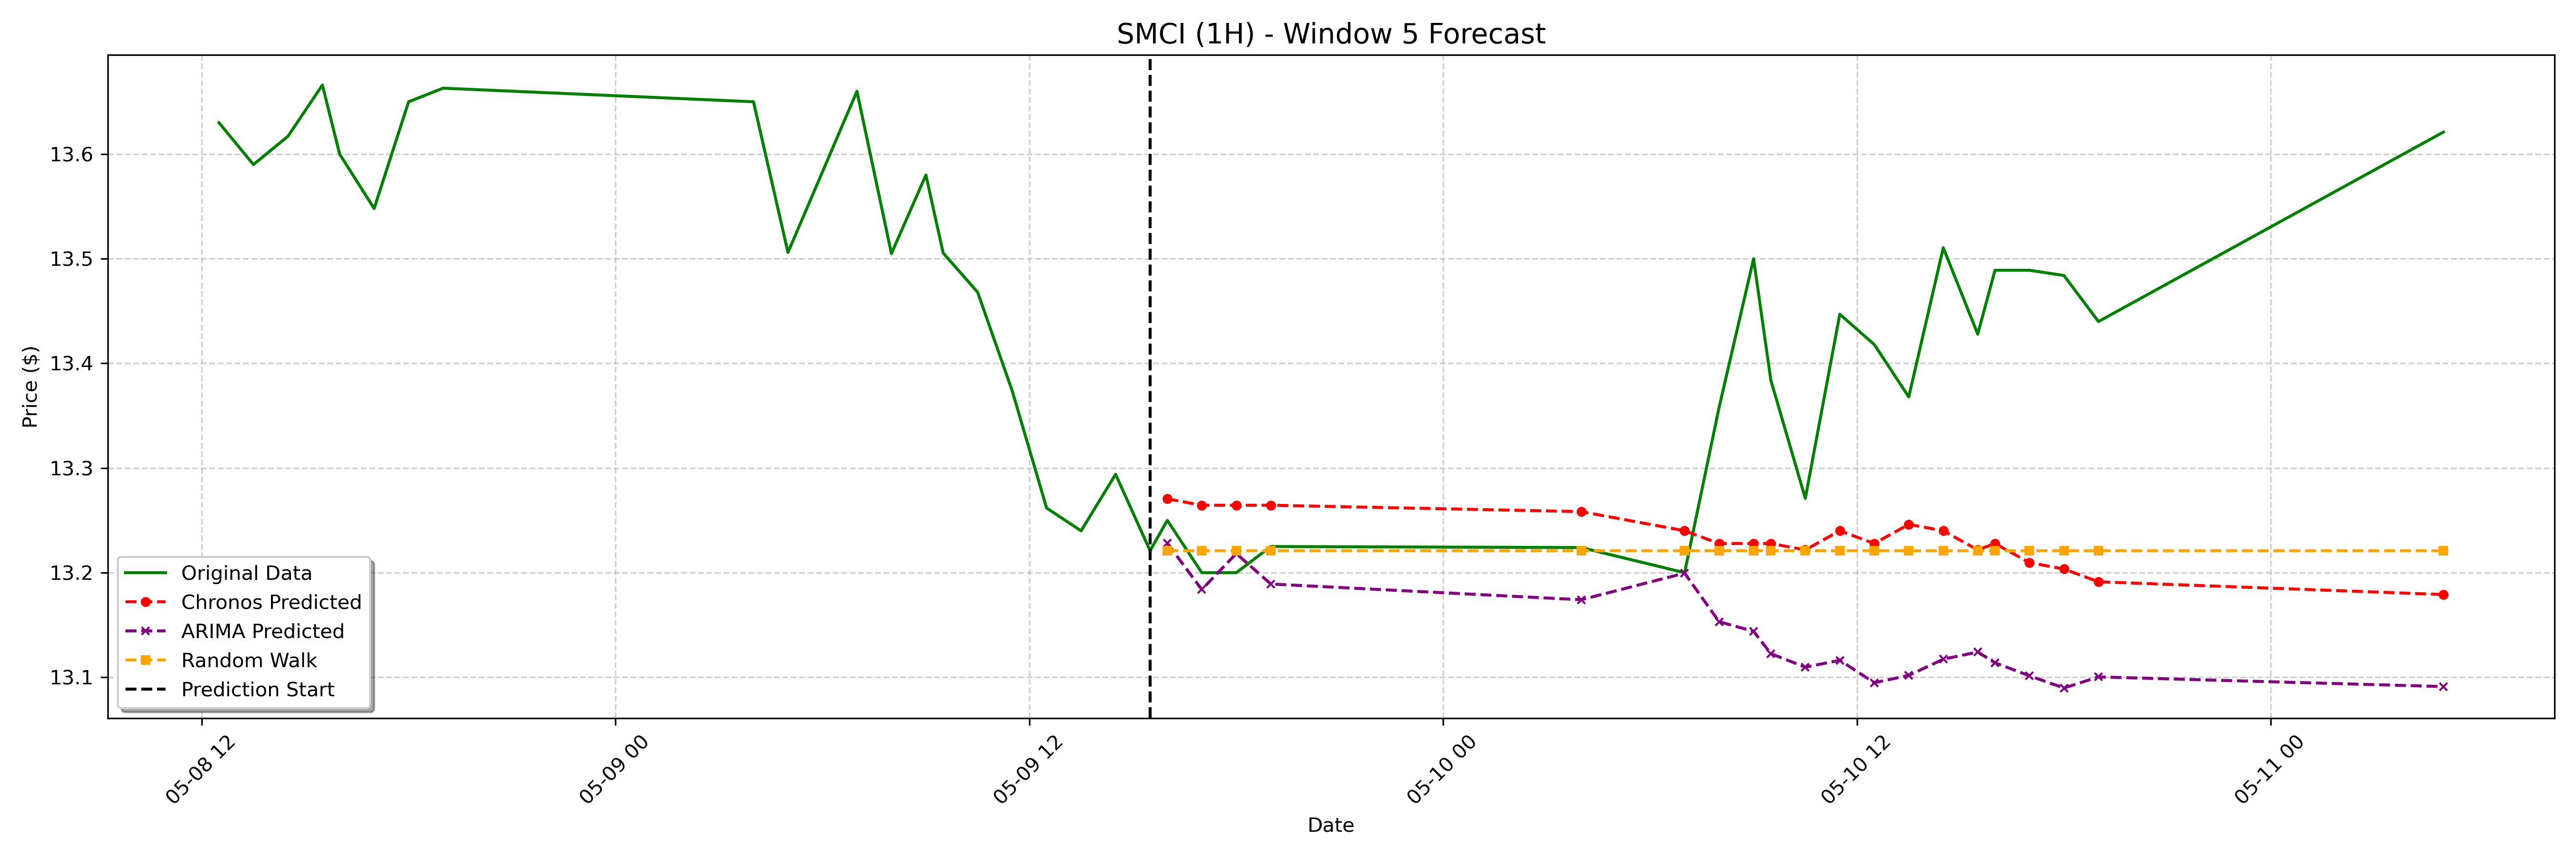 SMCI (1H) - Window 5 Forecast
Price ($)
13.6
13.5
13.4
13.3
13.2
13.1
Original Data
Chronos Predicted
ARIMA Predicted
Random Walk
Prediction Start
05-08 12
05-09 00
05-09 12
05-10 00
05-10 12
05-11 00
Date